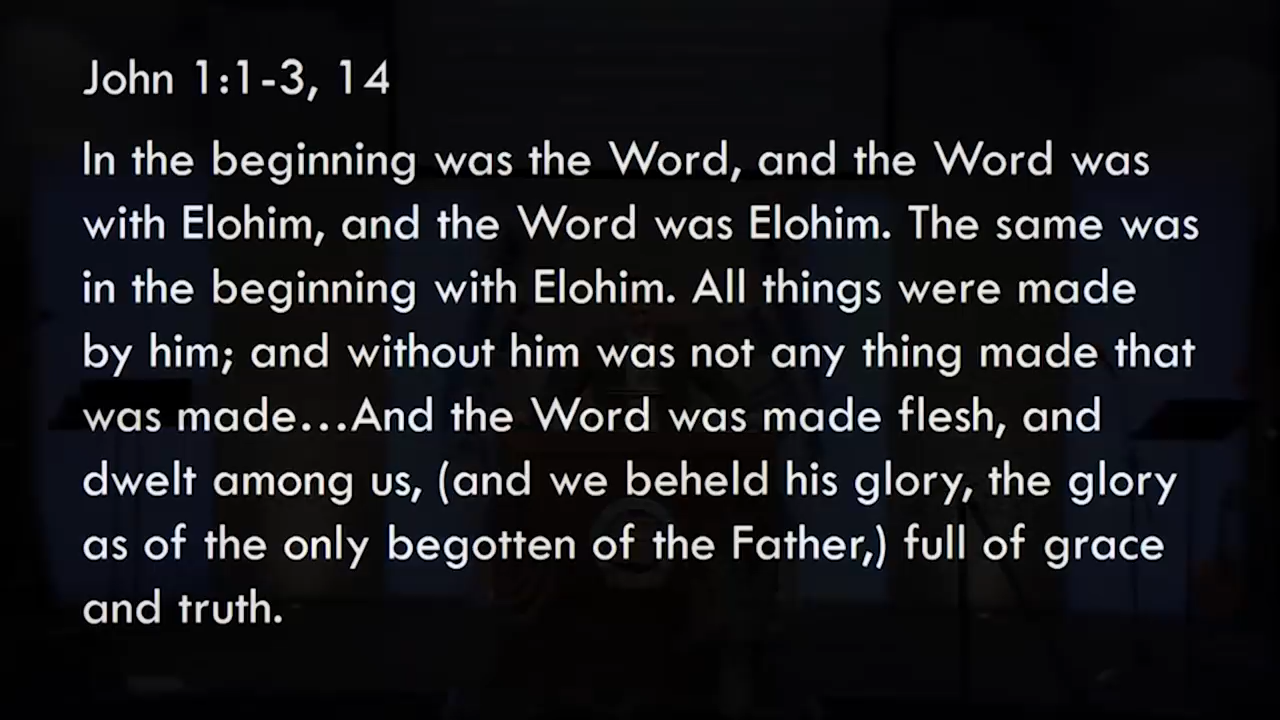 John 1:1-3, 14
In the beginning was the Word, and the Word was
with Elohim, and the Word was Elohim. The same was
in the beginning with Elohim. All things were made
by him; and without him was not any thing made that
was made…And the Word was made flesh, and
dwelt among us, (and we beheld his glory, the glory
as of the only begotten of the Father,) full of grace
and truth.